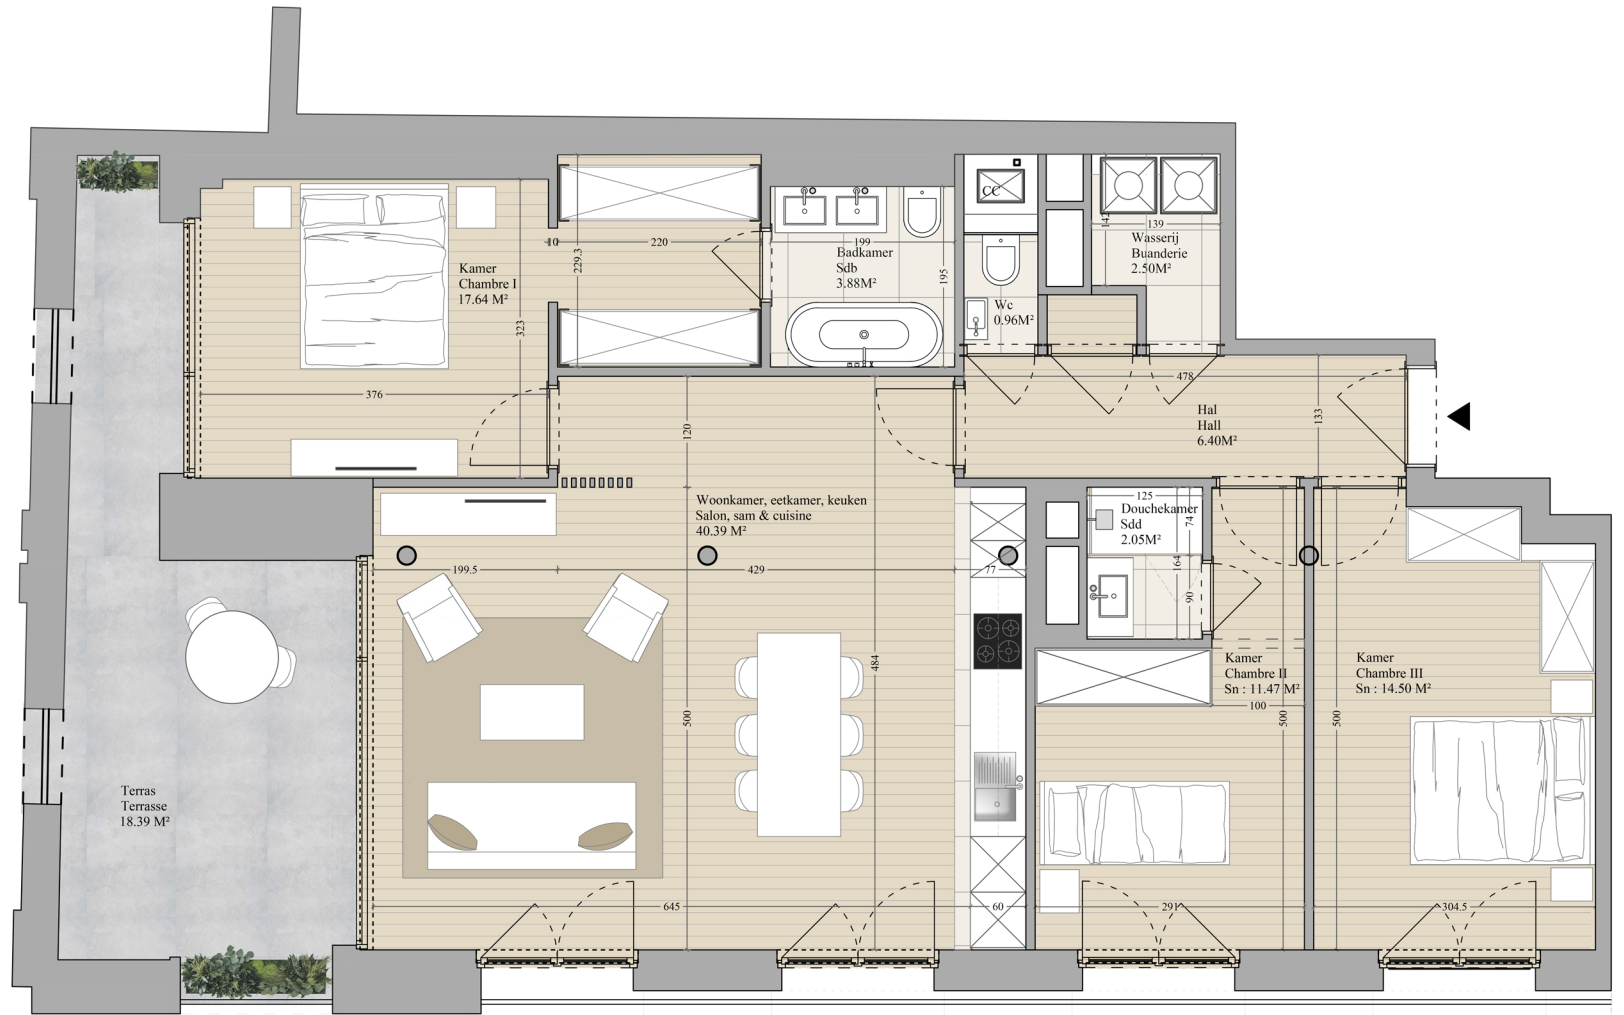 Kamer
Chambre I
17.64 M²
376
323
10
220
229.3
199
Badkamer
Sdb
3.88M²
195
CC
Wc
0.96M²
142
139
Wasserij
Buanderie
2.50M²
478
Hal
Hall
6.40M²
133
120
Woonkamer, eetkamer, keuken
Salon, sam & cuisine
40.39 M²
199.5
429
77
484
500
645
60
125
Douchekamer
Sdd
2.05M²
74
164
90
Kamer
Chambre II
Sn : 11.47 M²
100
500
291
Kamer
Chambre III
Sn : 14.50 M²
500
304.5
Terras
Terrasse
18.39 M²